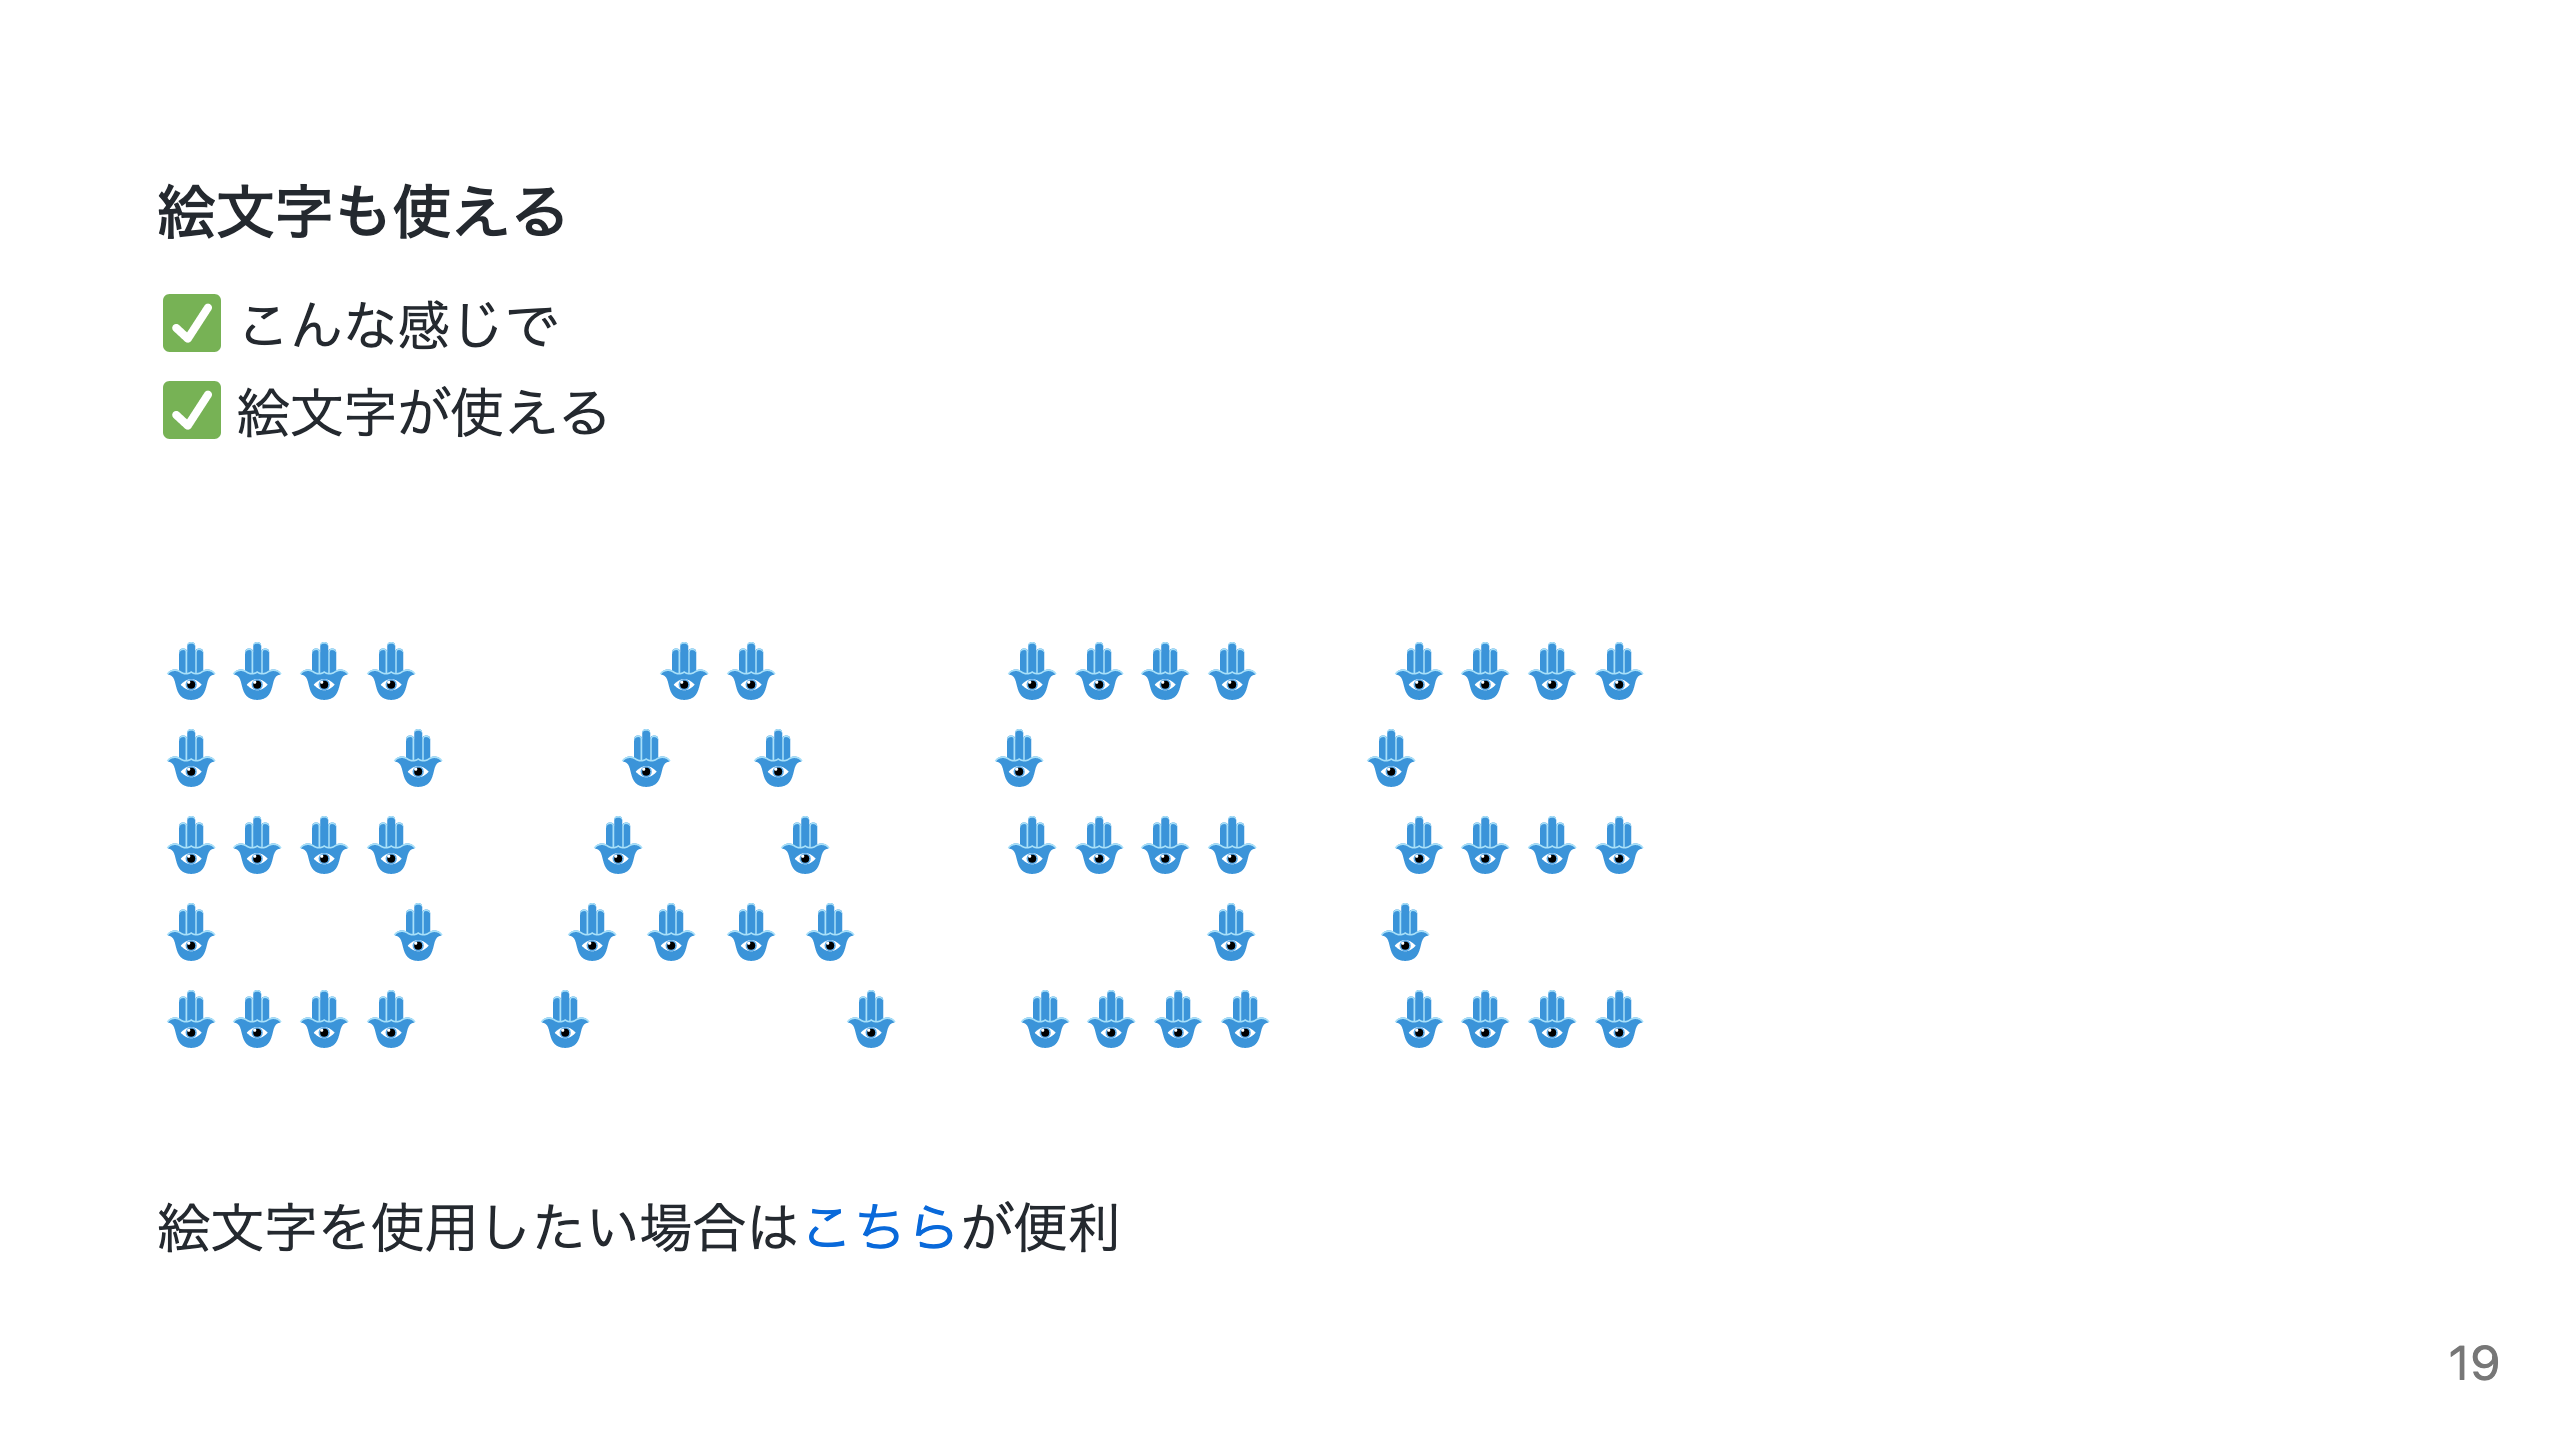 絵文字も使える
✅ こんな感じで
✅ 絵文字が使える
BASE
絵文字を使用したい場合はこちらが便利
19